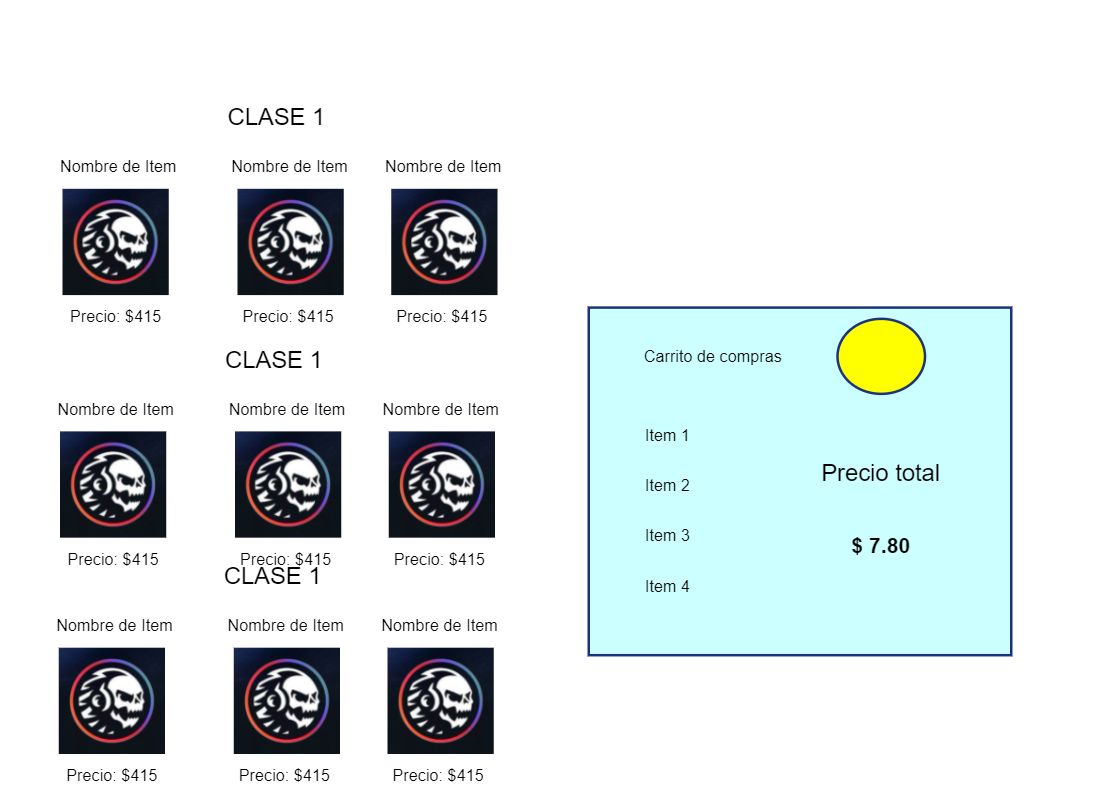 CLASE 1
Nombre de Item
Nombre de Item
Nombre de Item
Precio: $415
Precio: $415
Precio: $415
CLASE 1
Nombre de Item
Nombre de Item
Nombre de Item
Precio: $415
Precio: $415
Precio: $415
CLASE 1
Nombre de Item
Nombre de Item
Nombre de Item
Precio: $415
Precio: $415
Precio: $415
Carrito de compras
Item 1
Item 2
Item 3
Item 4
Precio total
$ 7.80